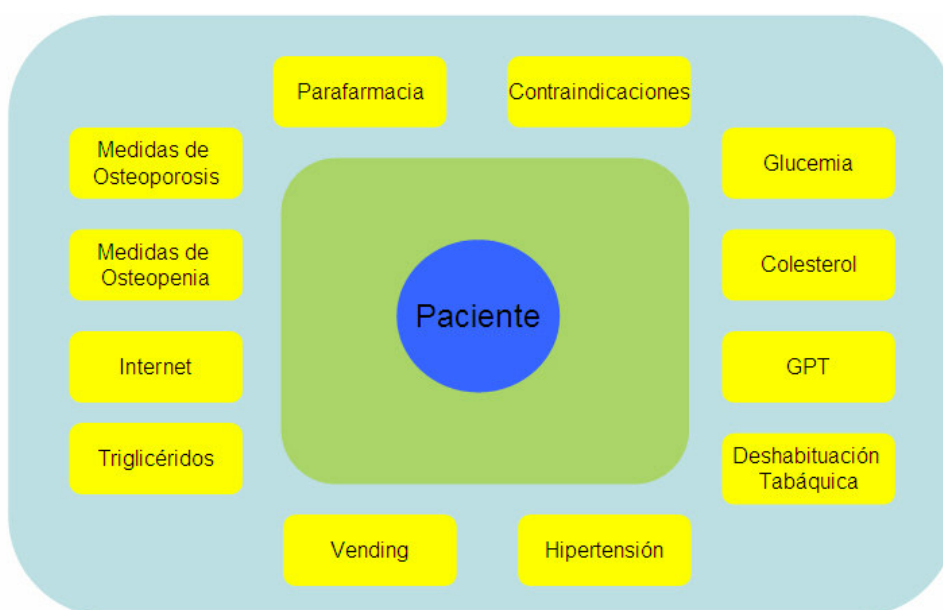 Parafarmacia
Contraindicaciones
Medidas de
Osteoporosis
Glucemia
Medidas de
Osteopenia
Colesterol
Paciente
Internet
GPT
Triglicéridos
Deshabituación
Tabáquica
Vending
Hipertensión